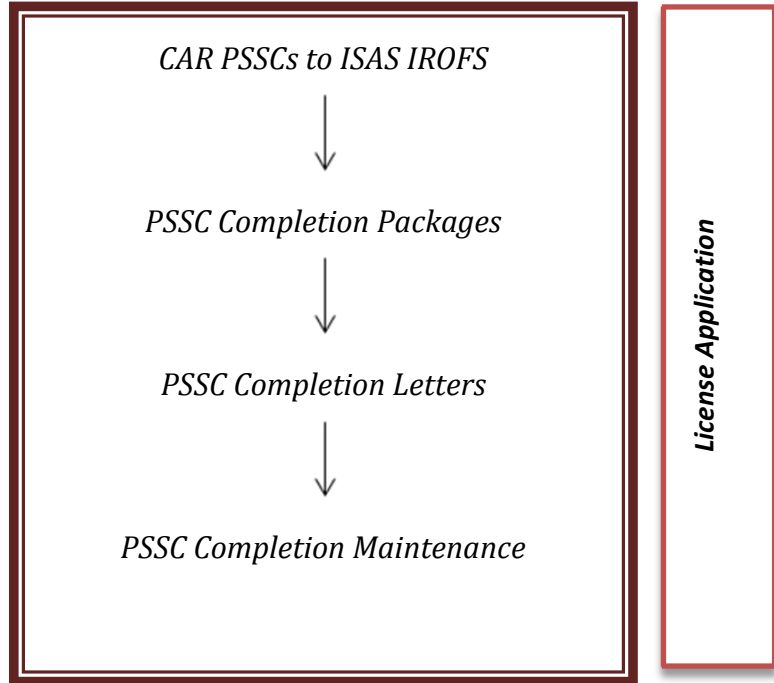 CAR PSSCs to ISAS IROFS
PSSC Completion Packages
PSSC Completion Letters
PSSC Completion Maintenance
License Application